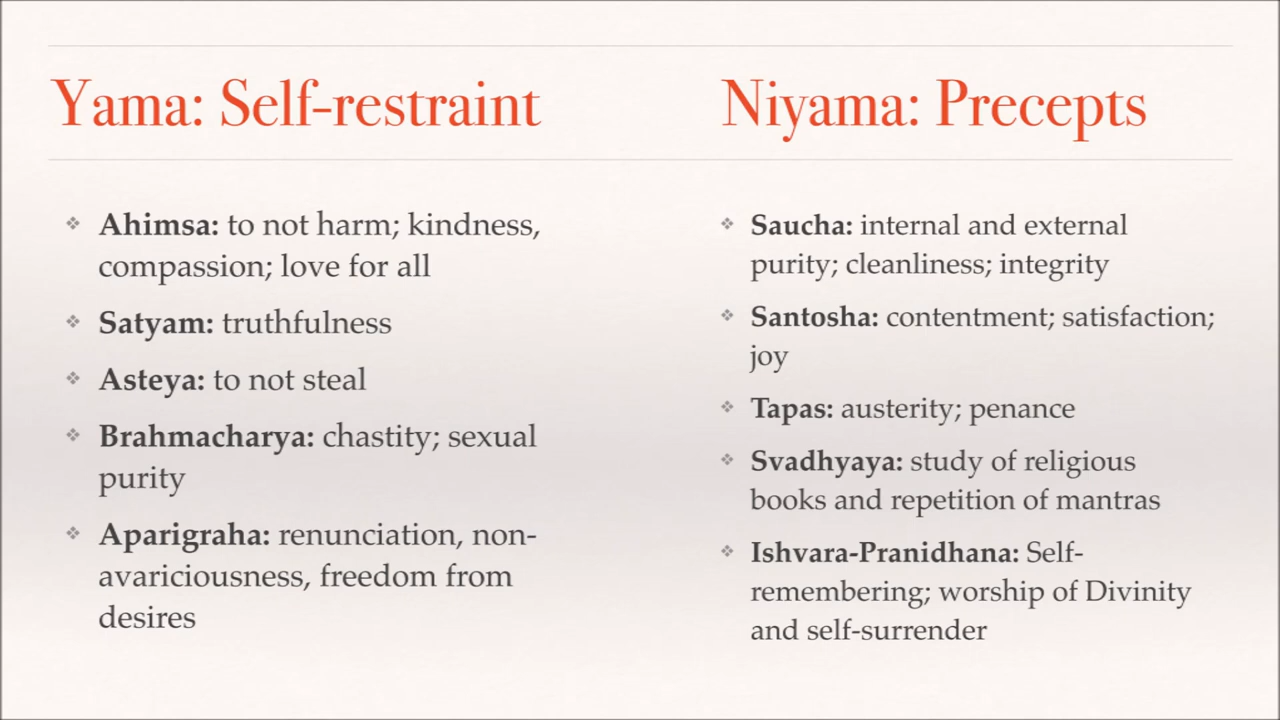 Yama: Self-restraint
Ahimsa: to not harm; kindness,
compassion; love for all
Satyam: truthfulness
Asteya: to not steal
Brahmacharya: chastity; sexual
purity
Aparigraha: renunciation, non-
avariciousness, freedom from
desires
Niyama: Precepts
Saucha: internal and external
purity; cleanliness; integrity
Santosha: contentment; satisfaction;
joy
Tapas: austerity; penance
Svadhyaya: study of religious
books and repetition of mantras
Ishvara-Pranidhana: Self-
remembering; worship of Divinity
and self-surrender